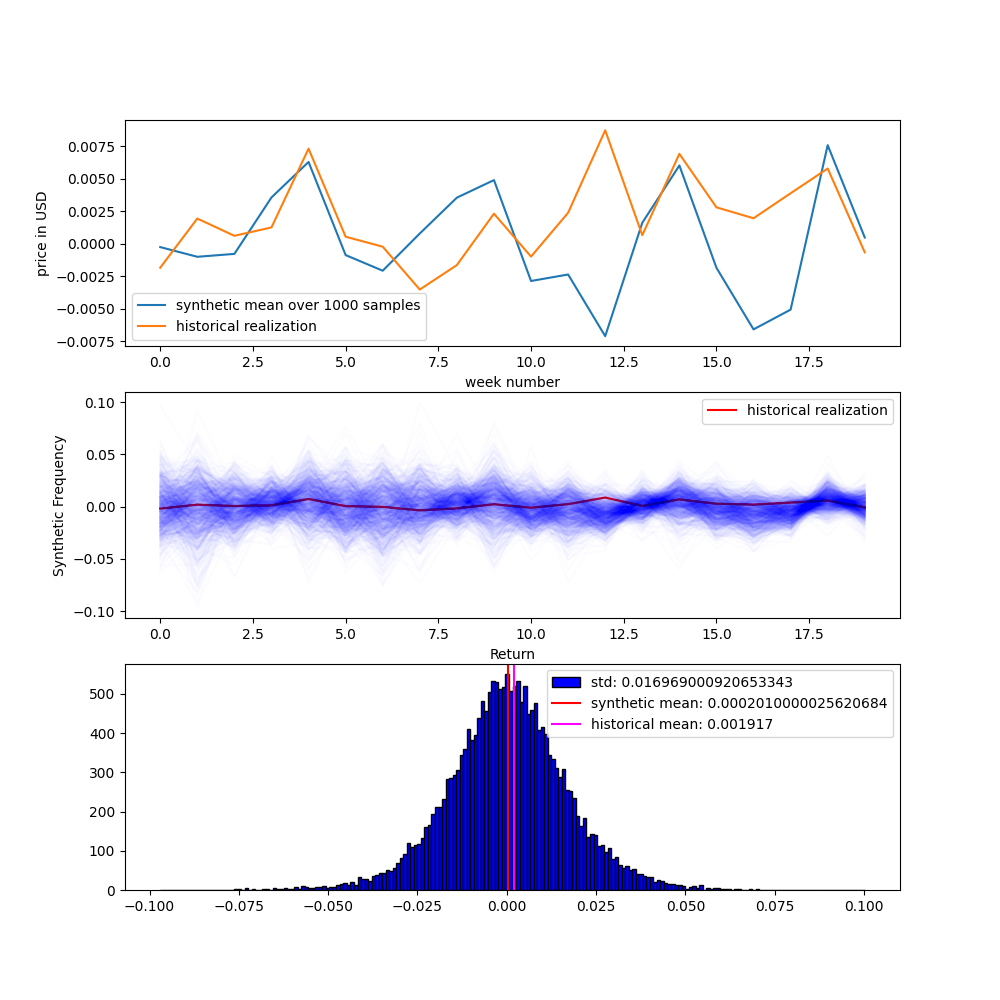 0.0075
0.0050
0.0025
0.0000
−0.0025
−0.0050
−0.0075
price in USD
synthetic mean over 1000 samples
historical realization
0.0 2.5 5.0 7.5 10.0 12.5 15.0 17.5
week number
0.10
0.05
0.00
−0.05
−0.10
Synthetic Frequency
historical realization
0.0 2.5 5.0 7.5 10.0 12.5 15.0 17.5
Return
500
400
300
200
100
0
std: 0.016969000920653343
synthetic mean: 0.0002010000025620684
historical mean: 0.001917
−0.100 −0.075 −0.050 −0.025 0.000 0.025 0.050 0.075 0.100